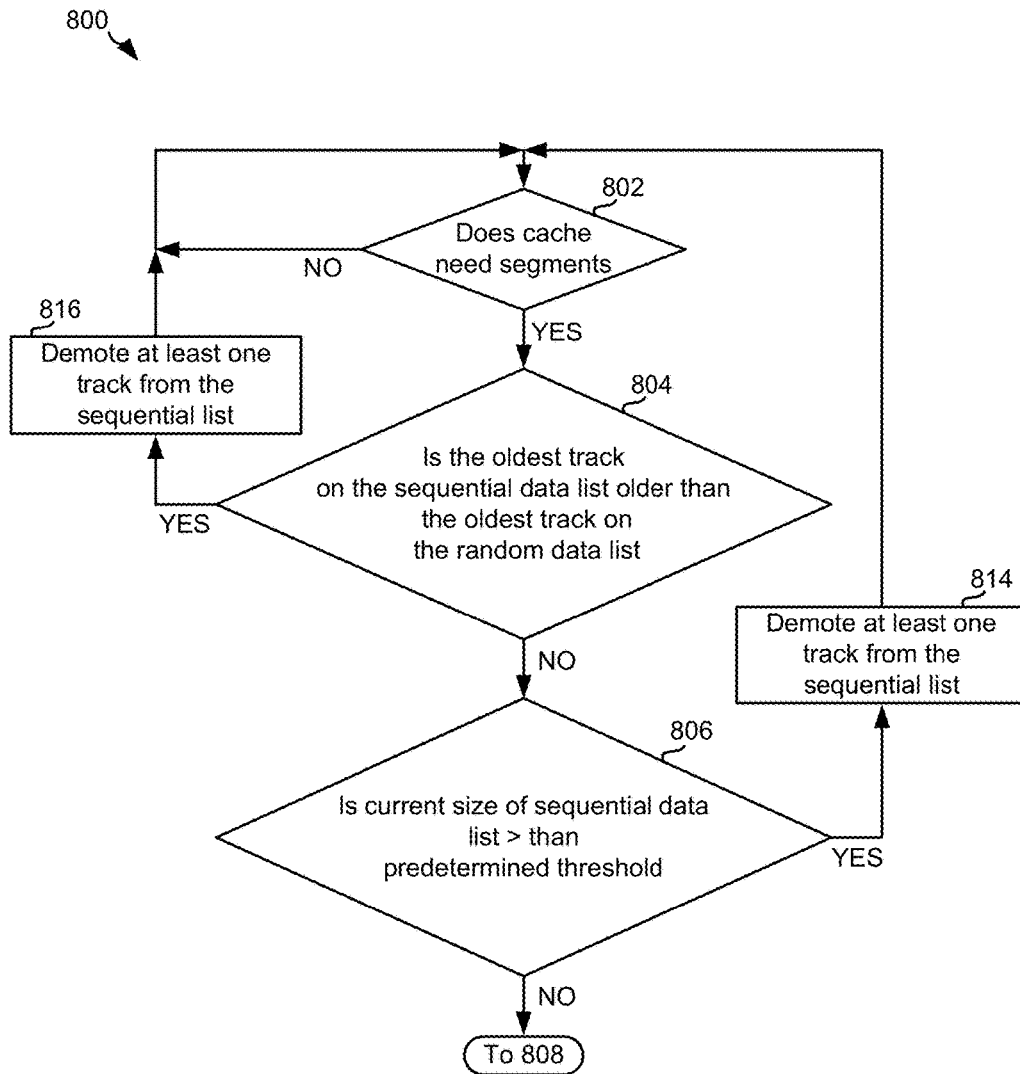 800
802
Does cache
need segments
NO
YES
816
Demote at least one
track from the
sequential list
804
Is the oldest track
on the sequential data list older than
the oldest track on
the random data list
YES
NO
814
Demote at least one
track from the
sequential list
806
Is current size of sequential data
list > than
predetermined threshold
YES
NO
To 808